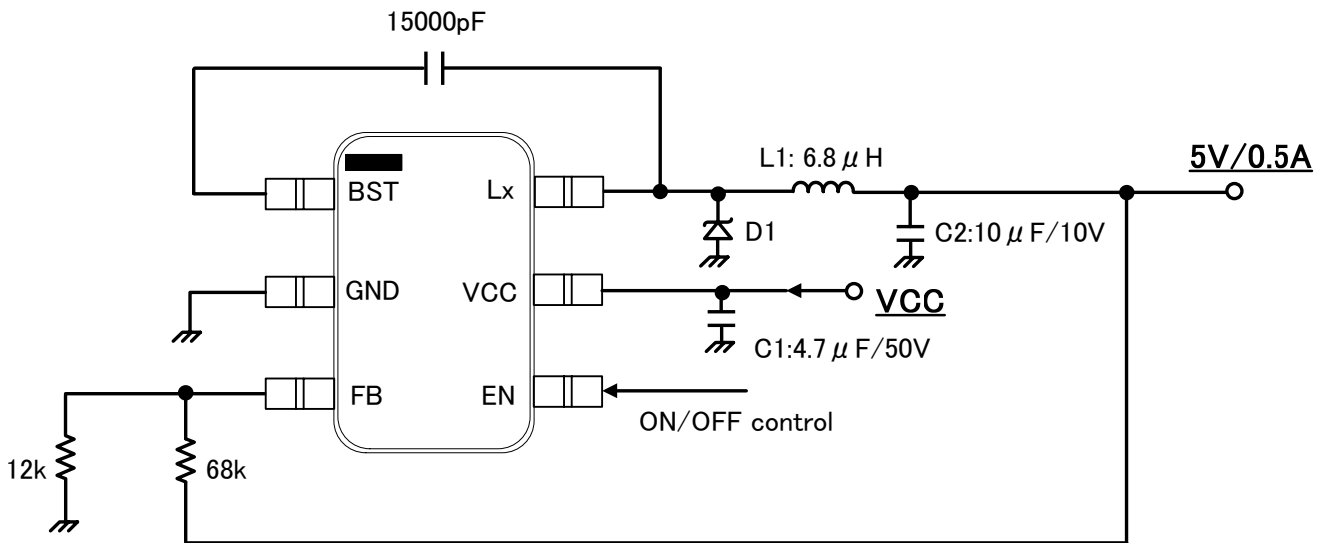 15000pF
L1: 6.8μH
5V/0.5A
BST
Lx
D1
C2:10μF/10V
GND
VCC
VCC
C1:4.7μF/50V
FB
EN
ON/OFF control
12k
68k